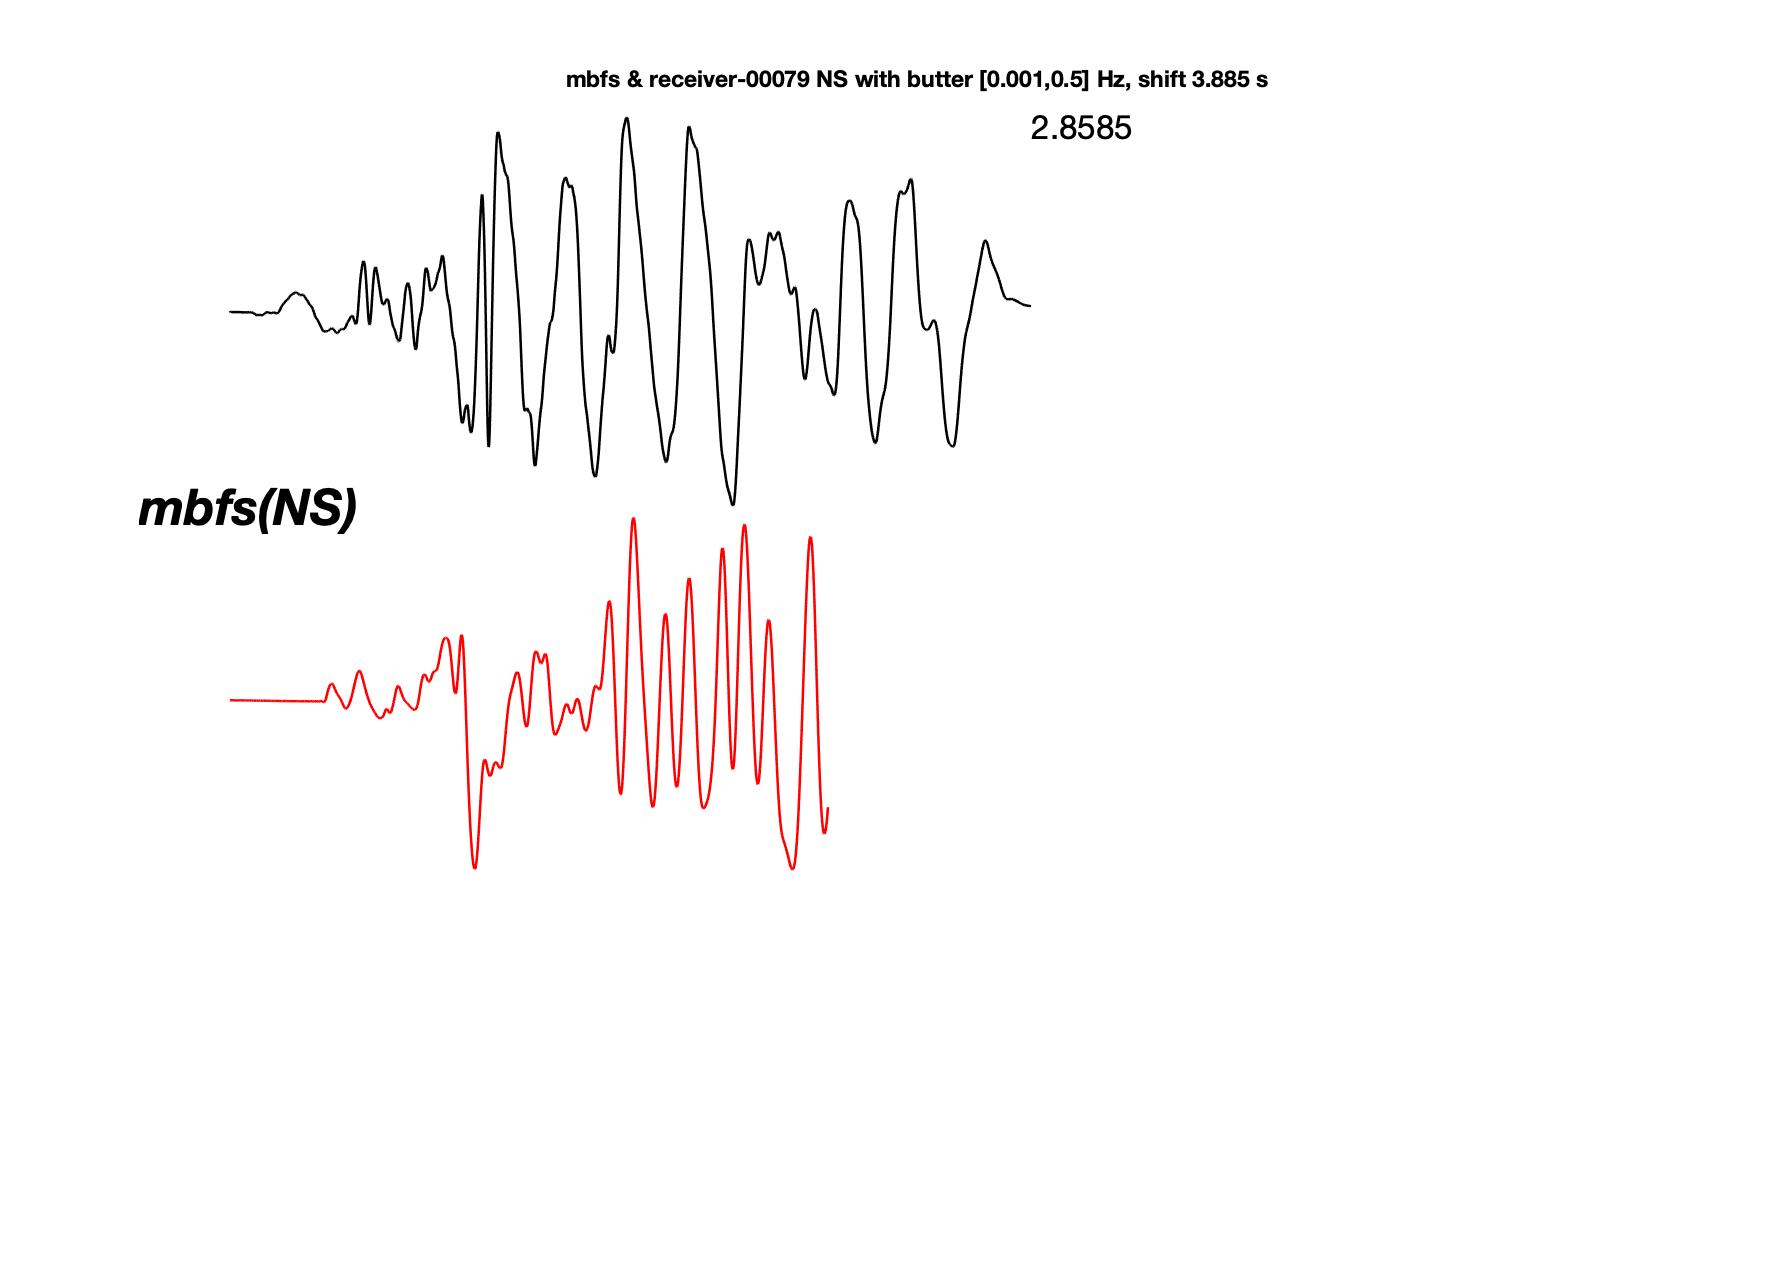 mbfs & receiver-00079 NS with butter [0.001,0.5] Hz, shift 3.885 s
2.8585
mbfs(NS)